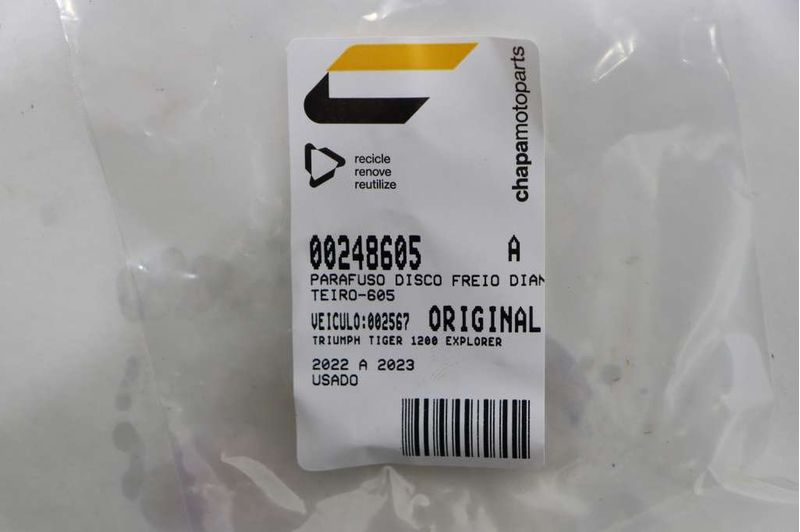 chapamotoparts
recicle
renove
reutilize
00248605 A
PARAFUSO DISCO FREIO DIAN
TEIRO-605
VEICULO:002567 ORIGINAL
TRIUMPH TIGER 1200 EXPLORER
2022 A 2023
USADO